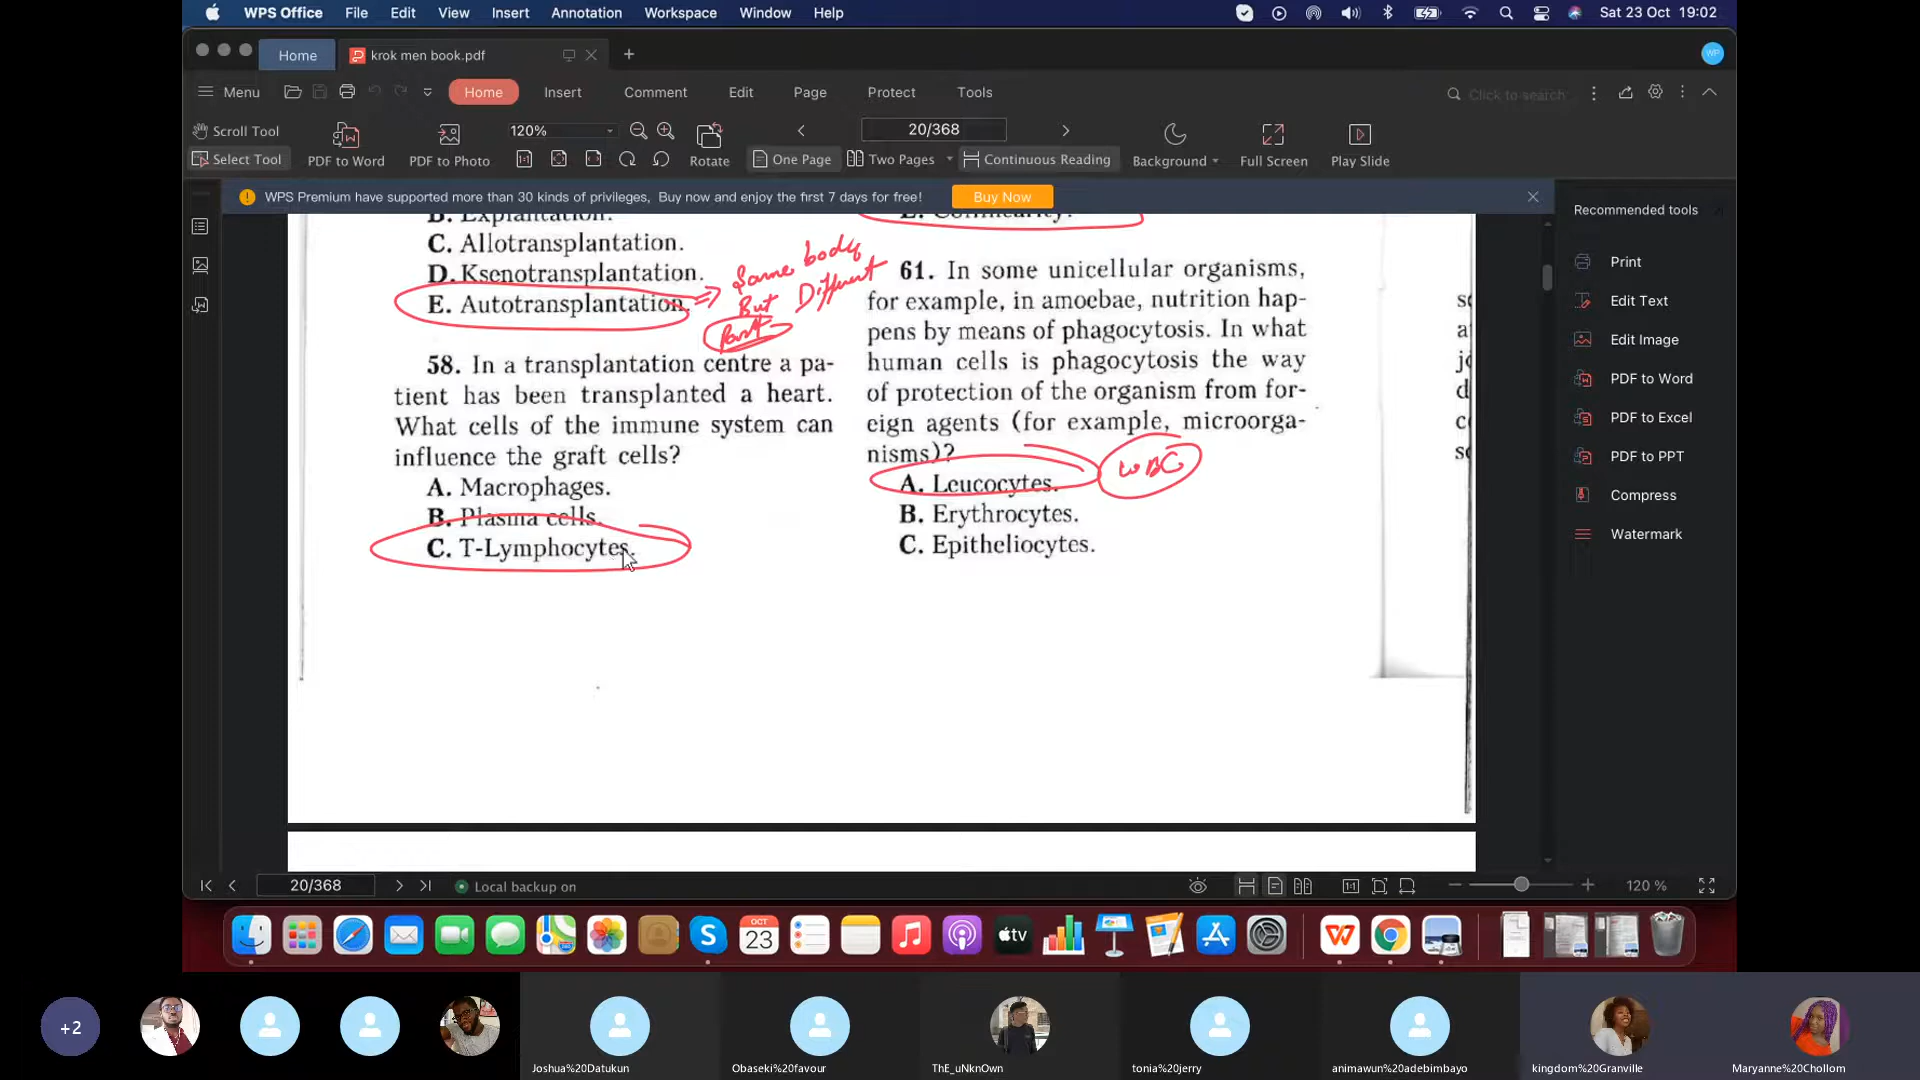 WPS Office File Edit View Insert Annotation Workspace Window Help Sat 23 Oct 19:02
Home krok men book.pdf WP
Menu Home Insert Comment Edit Page Protect Tools Click to search
Scroll Tool 120% 20/368
Select Tool PDF to Word PDF to Photo Rotate One Page Two Pages Continuous Reading Background Full Screen Play Slide
WPS Premium have supported more than 30 kinds of privileges, Buy now and enjoy the first 7 days for free! Buy Now
Recommended tools
Print
Edit Text
Edit Image
PDF to Word
PDF to Excel
PDF to PPT
Compress
Watermark
B. Explantation.
C. Allotransplantation.
D. Ksenotransplantation.
E. Autotransplantation.
Same body
But Different
Part
58. In a transplantation centre a pa-
tient has been transplanted a heart.
What cells of the immune system can
influence the graft cells?
A. Macrophages.
B. Plasma cells.
C. T-Lymphocytes.
E. Collinearity.
61. In some unicellular organisms,
for example, in amoebae, nutrition hap-
pens by means of phagocytosis. In what
human cells is phagocytosis the way
of protection of the organism from for-
eign agents (for example, microorga-
nisms)?
A. Leucocytes.
WBC
B. Erythrocytes.
C. Epitheliocytes.
20/368 Local backup on 120 %
OCT
23
tv
+2
Joshua%20Datukun Obaseki%20favour ThE_uNknOwn tonia%20jerry animawun%20adebimbayo kingdom%20Granville Maryanne%20Chollom